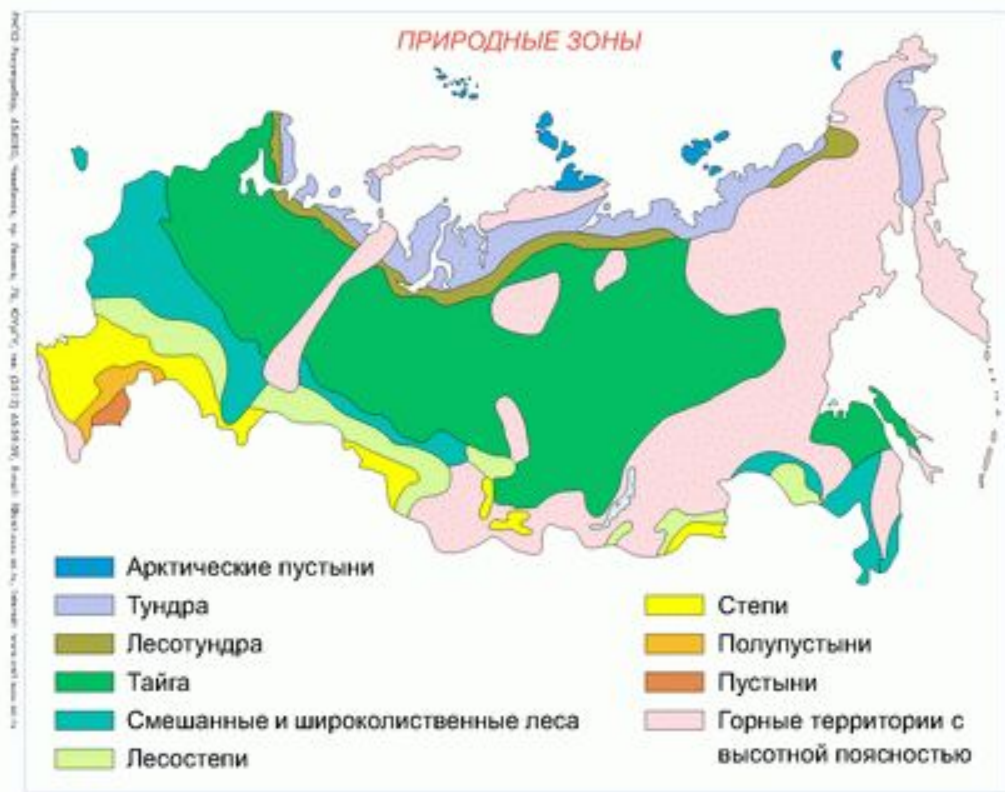 ПРИРОДНЫЕ ЗОНЫ
Арктические пустыни
Тундра
Лесотундра
Тайга
Смешанные и широколиственные леса
Лесостепи
Степи
Полупустыни
Пустыни
Горные территории с
высотной поясностью